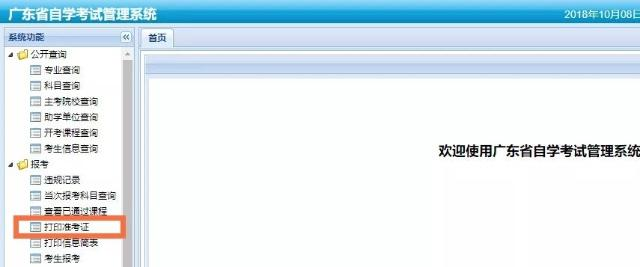 广东省自学考试管理系统
2018年10月08日
系统功能
首页
公开查询
专业查询
科目查询
主考院校查询
助学单位查询
开考课程查询
考生信息查询
欢迎使用广东省自学考试管理系统
报考
违规记录
当次报考科目查询
查看已通过课程
打印准考证
打印信息简表
考生报考